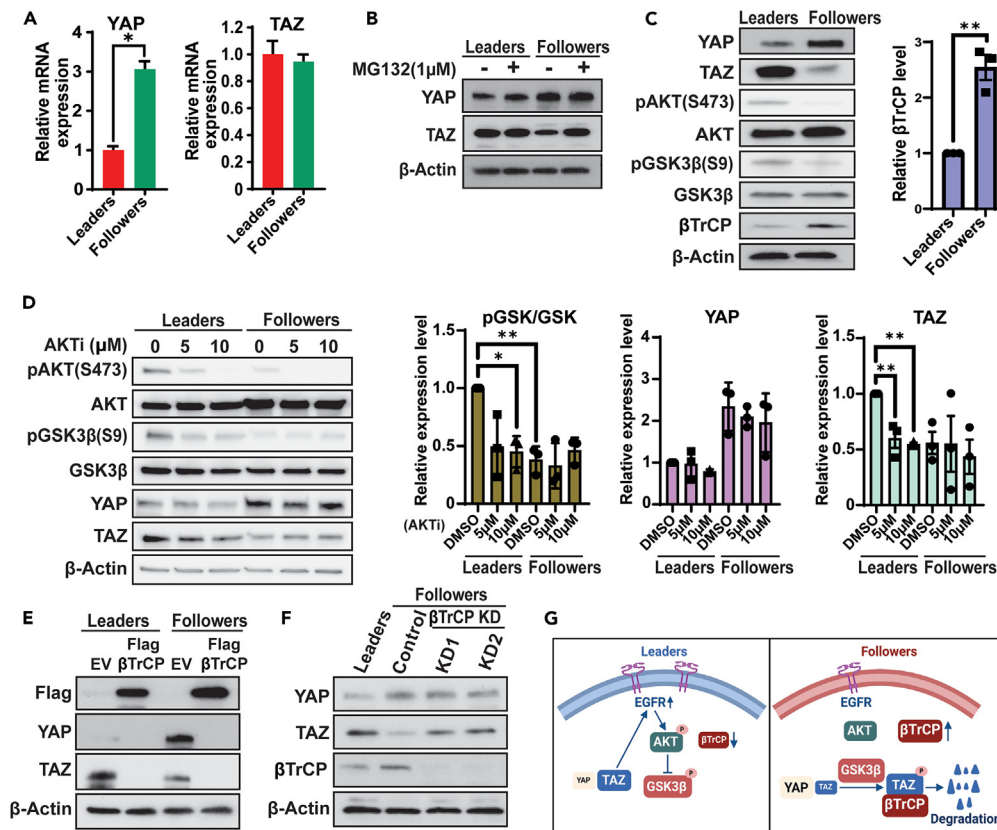 A
YAP
Relative mRNA
expression
4
3
2
1
0
*
Leaders
Followers
TAZ
Relative mRNA
expression
1.2
1.0
0.8
0.6
0.4
0.2
0
Leaders
Followers
B
Leaders Followers
MG132(1μM) - + - +
YAP
TAZ
β-Actin
C
Leaders Followers
YAP
TAZ
pAKT(S473)
AKT
pGSK3β(S9)
GSK3β
βTrCP
β-Actin
Relative βTrCP level
3
2
1
0
**
Leaders
Followers
D
Leaders Followers
AKTi (μM) 0 5 10 0 5 10
pAKT(S473)
AKT
pGSK3β(S9)
GSK3β
YAP
TAZ
β-Actin
pGSK/GSK
Relative expression level
1.5
1.0
0.5
0.0
**
*
(AKTi)
DMSO
5μM
10μM
DMSO
5μM
10μM
Leaders Followers
YAP
Relative expression level
4
3
2
1
0
DMSO
5μM
10μM
DMSO
5μM
10μM
Leaders Followers
TAZ
Relative expression level
1.5
1.0
0.5
0.0
**
**
DMSO
5μM
10μM
DMSO
5μM
10μM
Leaders Followers
E
Leaders Followers
Flag Flag
EV βTrCP EV βTrCP
Flag
YAP
TAZ
β-Actin
F
Followers
βTrCP KD
Leaders
Control
KD1
KD2
YAP
TAZ
βTrCP
β-Actin
G
Leaders
EGFR
AKT
P
βTrCP
YAP
TAZ
GSK3β
P
Followers
EGFR
AKT
βTrCP
GSK3β
P
YAP
TAZ
TAZ
βTrCP
Degradation